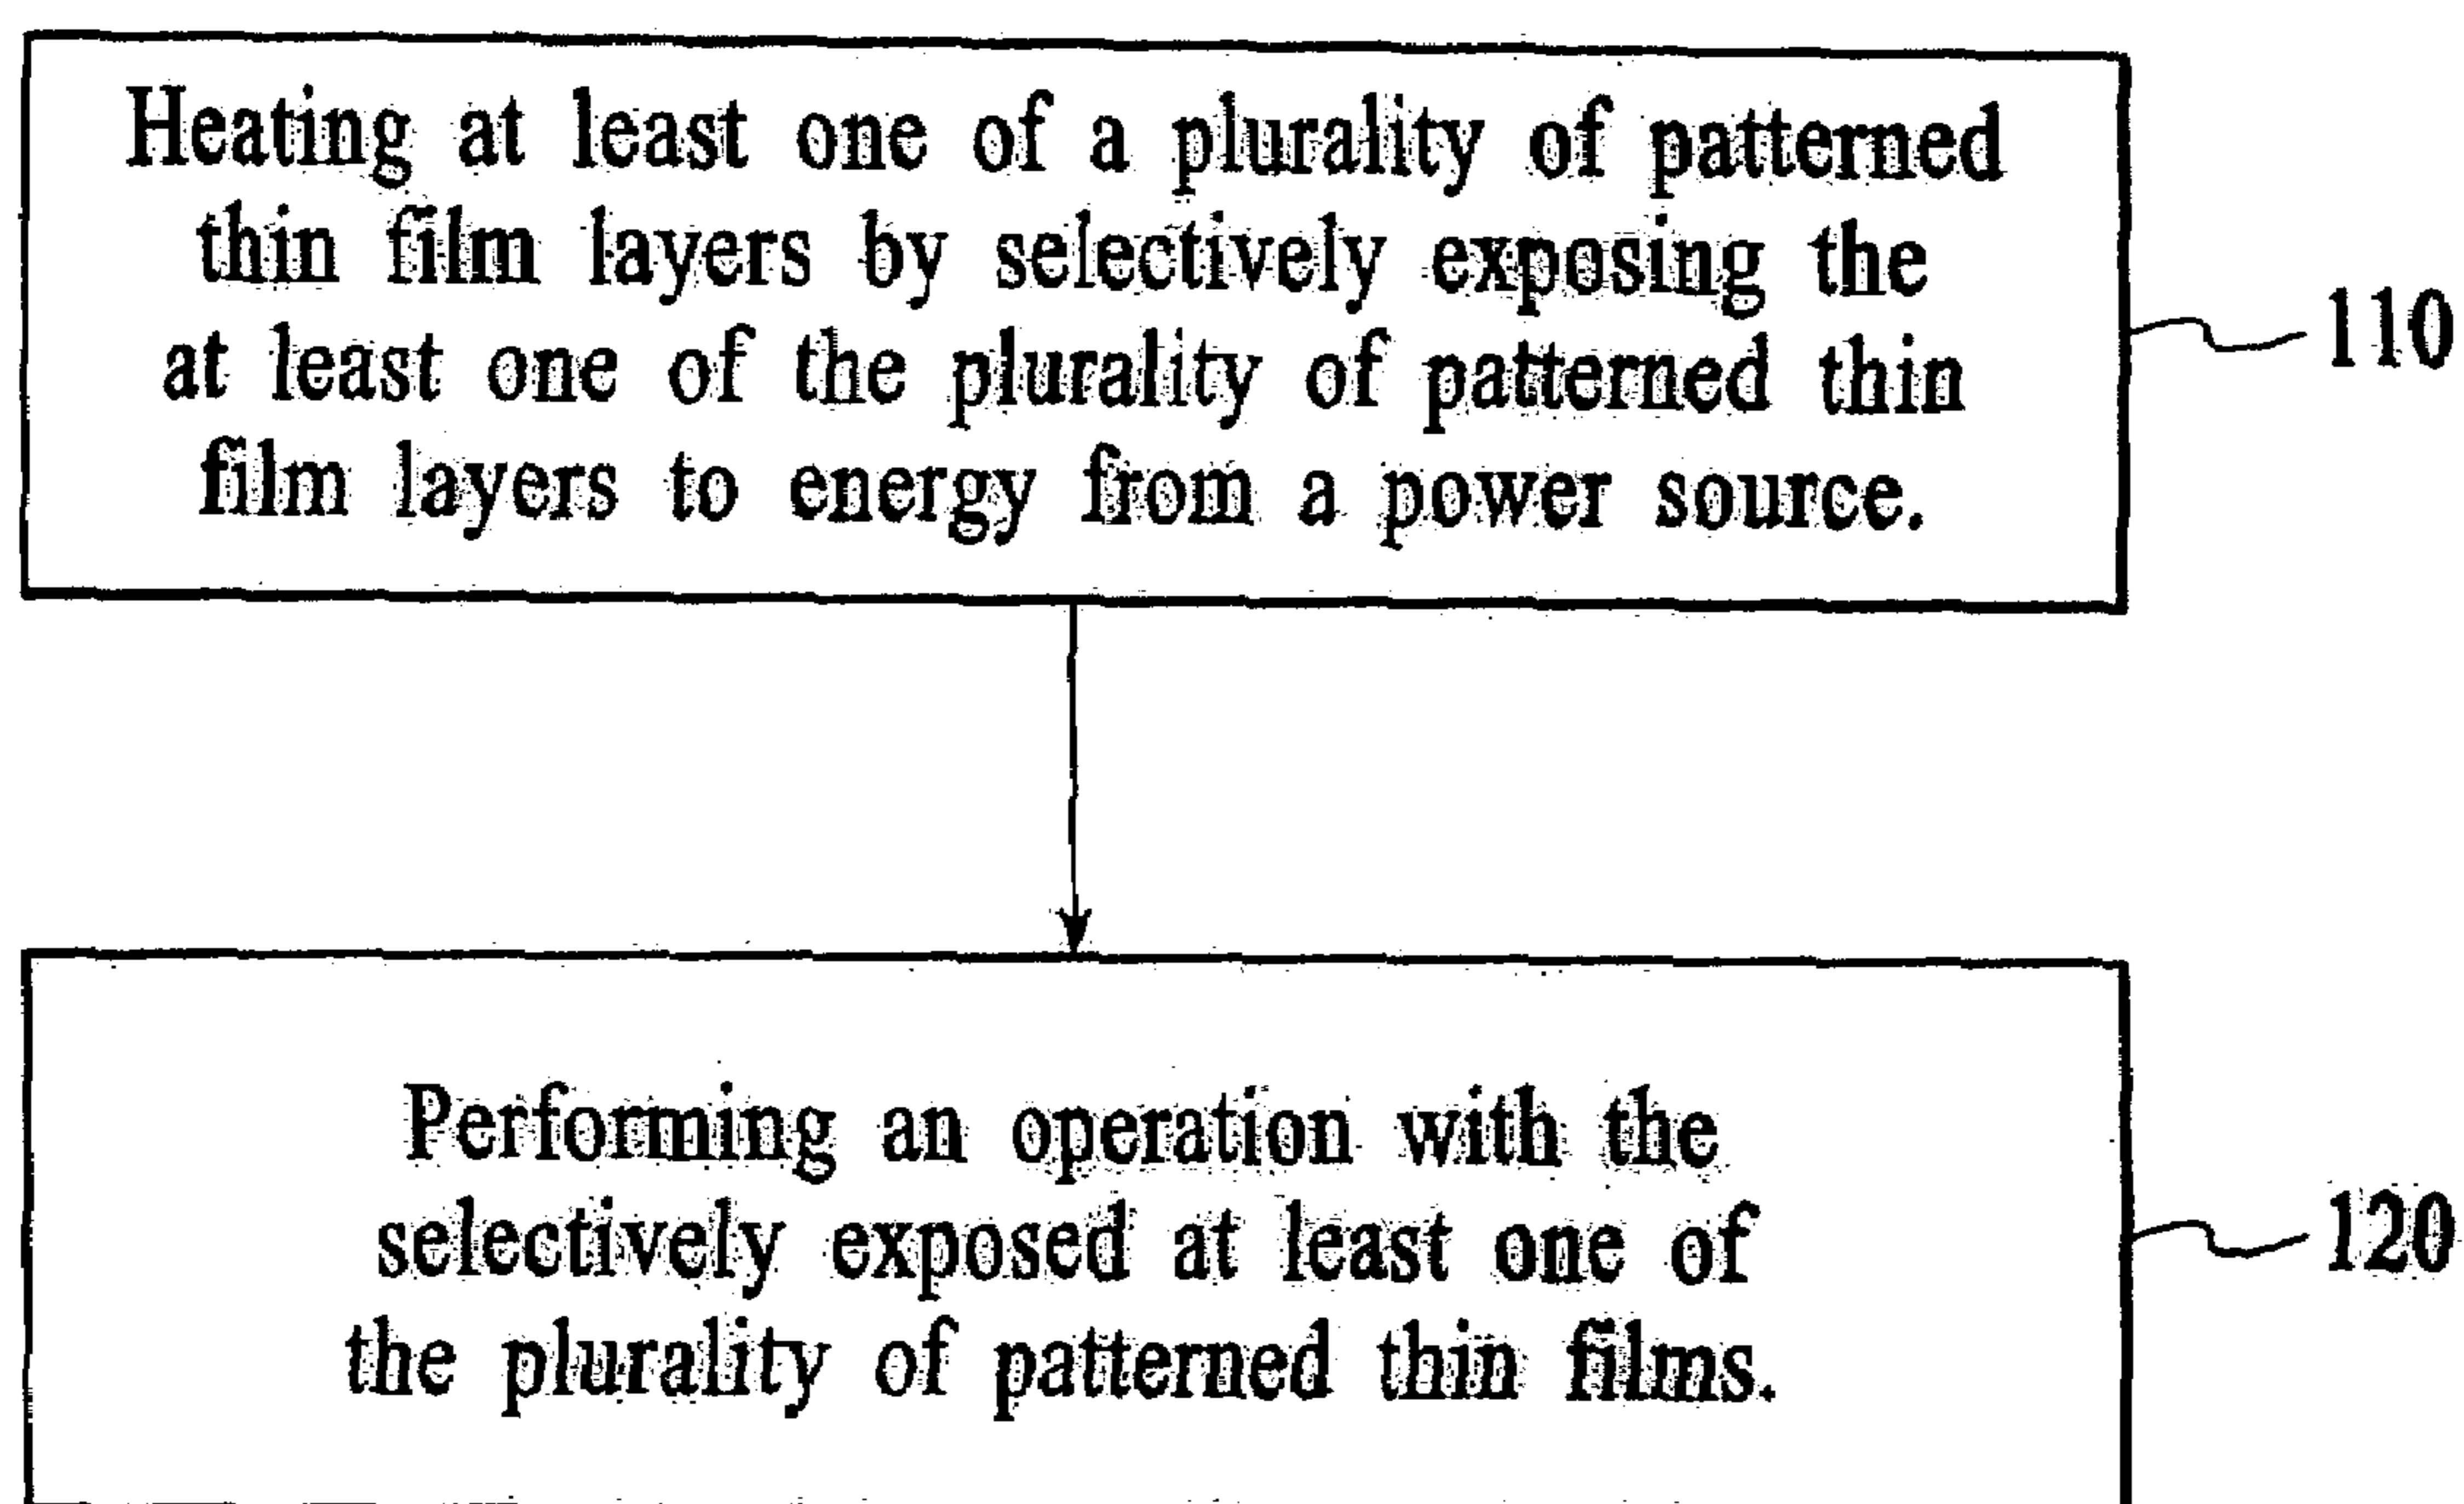 Heating at least one of a plurality of patterned
thin film layers by selectively exposing the
at least one of the plurality of patterned thin
film layers to energy from a power source.
110
Performing an operation with the
selectively exposed at least one of
the plurality of patterned thin films.
120